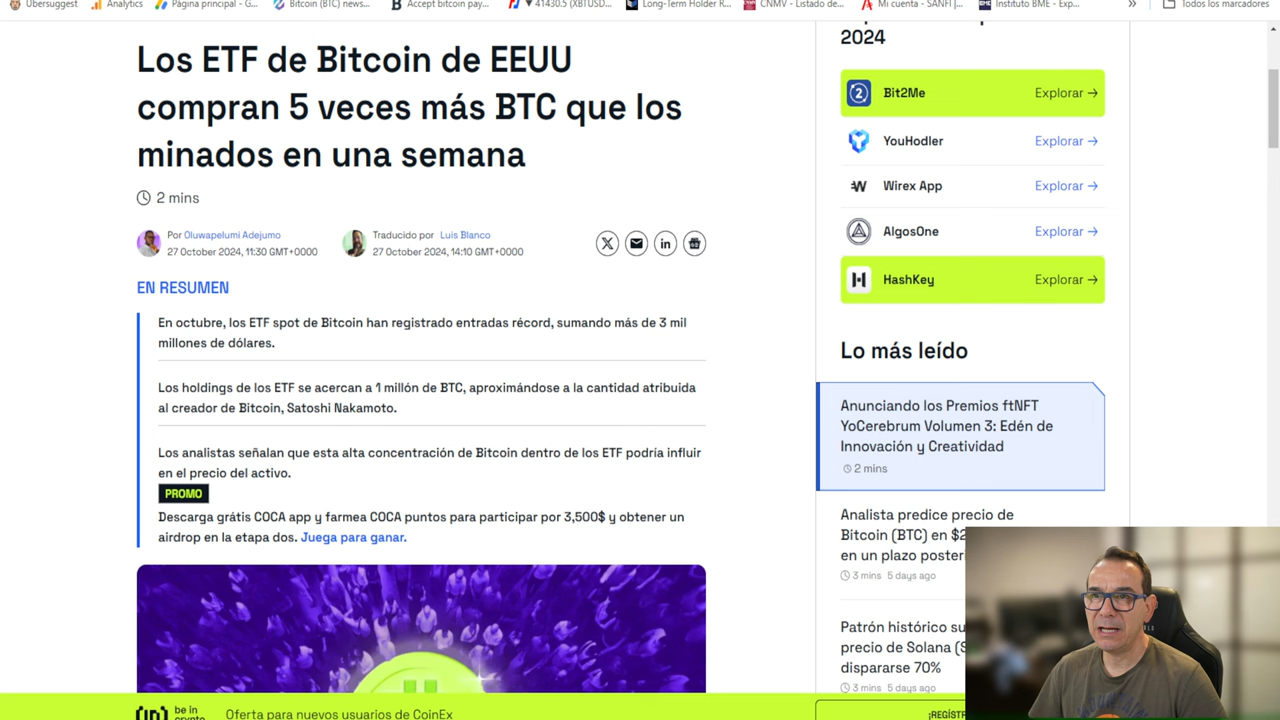 Ubersuggest
Analytics
Página principal - G...
Bitcoin (BTC) news...
Accept bitcoin pay...
▼ 41430.5 (XBTUSD...
Long-Term Holder R...
CNMV - Listado de...
Mi cuenta - SANFI |...
Instituto BME - Exp...
»
Todos los marcadores
Los ETF de Bitcoin de EEUU
compran 5 veces más BTC que los
minados en una semana
2 mins
Por Oluwapelumi Adejumo
27 October 2024, 11:30 GMT+0000
Traducido por Luis Blanco
27 October 2024, 14:10 GMT+0000
EN RESUMEN
En octubre, los ETF spot de Bitcoin han registrado entradas récord, sumando más de 3 mil
millones de dólares.
Los holdings de los ETF se acercan a 1 millón de BTC, aproximándose a la cantidad atribuida
al creador de Bitcoin, Satoshi Nakamoto.
Los analistas señalan que esta alta concentración de Bitcoin dentro de los ETF podría influir
en el precio del activo.
PROMO
Descarga grátis COCA app y farmea COCA puntos para participar por 3,500$ y obtener un
airdrop en la etapa dos. Juega para ganar.
2024
Bit2Me Explorar →
YouHodler Explorar →
Wirex App Explorar →
AlgosOne Explorar →
HashKey Explorar →
Lo más leído
Anunciando los Premios ftNFT
YoCerebrum Volumen 3: Edén de
Innovación y Creatividad
2 mins
Analista predice precio de
Bitcoin (BTC) en $2
en un plazo poster
3 mins 5 days ago
Patrón histórico su
precio de Solana (S
dispararse 70%
3 mins 5 days ago
be in
crypto
Oferta para nuevos usuarios de CoinEx
¡REGÍSTR